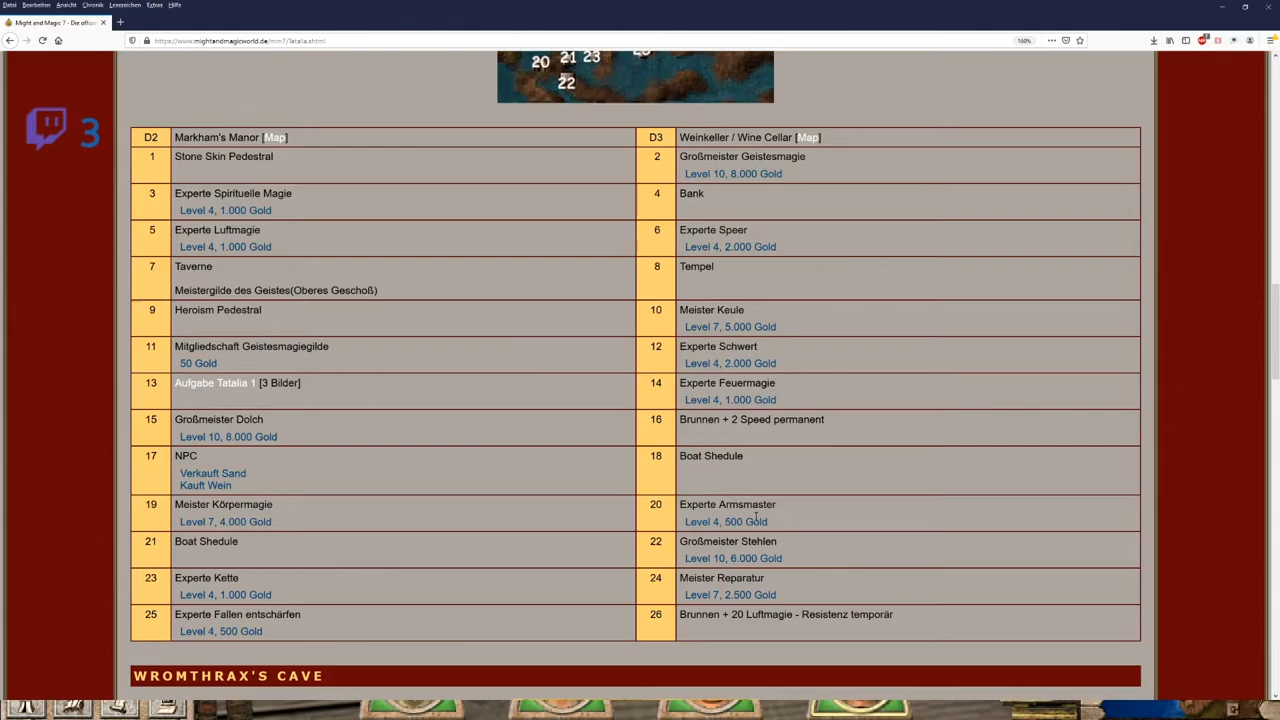 Datei Bearbeiten Ansicht Chronik Lesezeichen Extras Hilfe
Might and Magic 7 - Die offizi
https://www.mightandmagicworld.de/mm7/tatalia.shtml 160%
20 21 23
22
3
D2 Markham's Manor [Map] D3 Weinkeller / Wine Cellar [Map]
1 Stone Skin Pedestral 2 Großmeister Geistesmagie
Level 10, 8.000 Gold
3 Experte Spirituelle Magie 4 Bank
Level 4, 1.000 Gold
5 Experte Luftmagie 6 Experte Speer
Level 4, 1.000 Gold Level 4, 2.000 Gold
7 Taverne 8 Tempel
Meistergilde des Geistes(Oberes Geschoß)
9 Heroism Pedestral 10 Meister Keule
Level 7, 5.000 Gold
11 Mitgliedschaft Geistesmagiegilde 12 Experte Schwert
50 Gold Level 4, 2.000 Gold
13 Aufgabe Tatalia 1 [3 Bilder] 14 Experte Feuermagie
Level 4, 1.000 Gold
15 Großmeister Dolch 16 Brunnen + 2 Speed permanent
Level 10, 8.000 Gold
17 NPC 18 Boat Shedule
Verkauft Sand
Kauft Wein
19 Meister Körpermagie 20 Experte Armsmaster
Level 7, 4.000 Gold Level 4, 500 Gold
21 Boat Shedule 22 Großmeister Stehlen
Level 10, 6.000 Gold
23 Experte Kette 24 Meister Reparatur
Level 4, 1.000 Gold Level 7, 2.500 Gold
25 Experte Fallen entschärfen 26 Brunnen + 20 Luftmagie - Resistenz temporär
Level 4, 500 Gold
WROMTHRAX'S CAVE